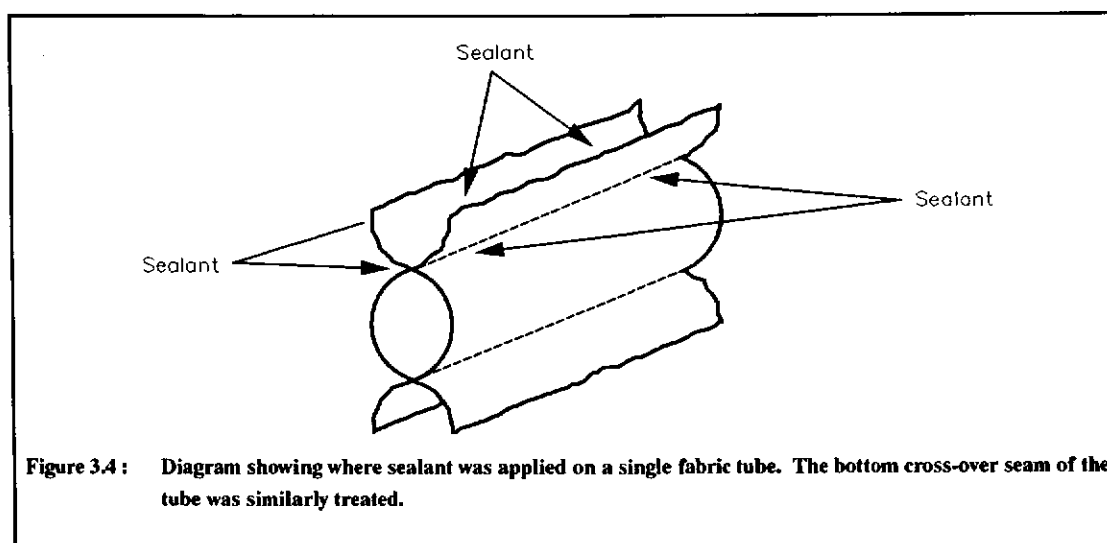 Sealant
Sealant
Sealant
Figure 3.4 : Diagram showing where sealant was applied on a single fabric tube. The bottom cross-over seam of the
tube was similarly treated.